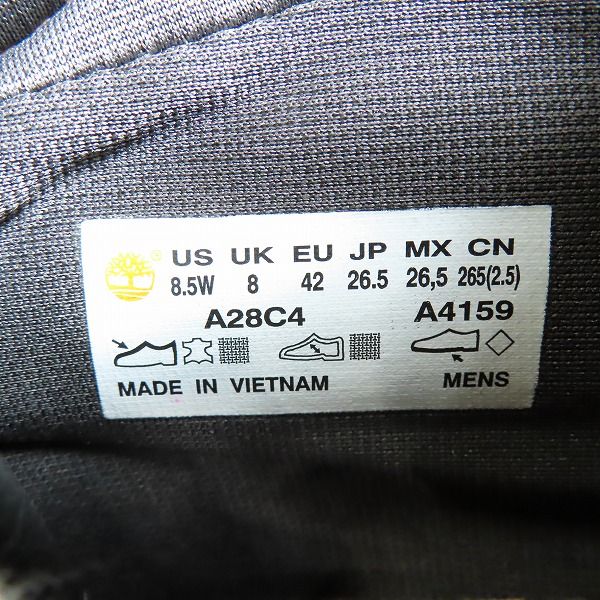 US UK EU JP MX CN
8.5W 8 42 26.5 26,5 265(2.5)
A28C4 A4159
MADE IN VIETNAM MENS